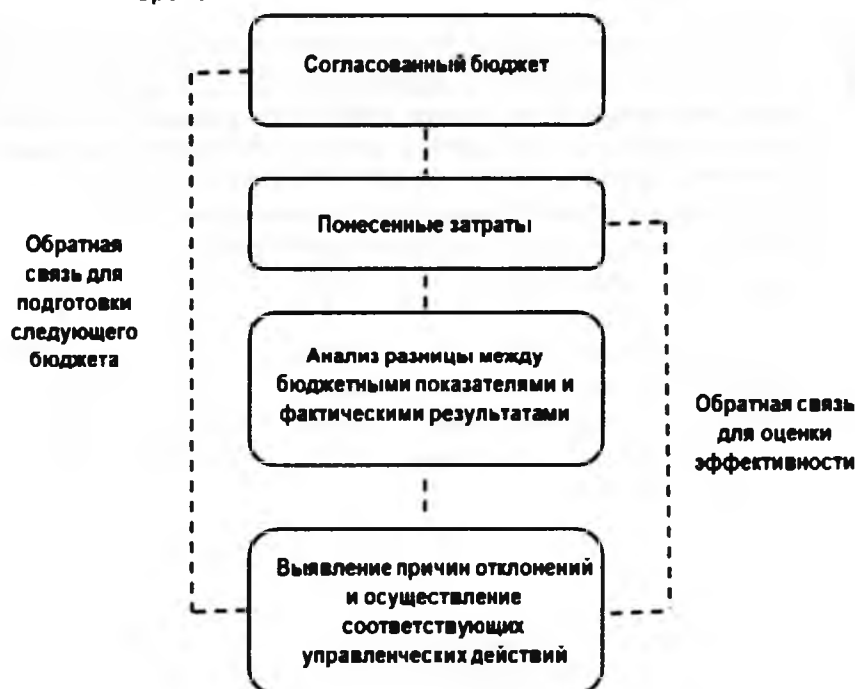 Согласованный бюджет
Понесенные затраты
Обратная
связь для
подготовки
следующего
бюджета
Анализ разницы между
бюджетными показателями и
фактическими результатами
Обратная связь
для оценки
эффективности
Выявление причин отклонений
и осуществление
соответствующих
управленческих действий